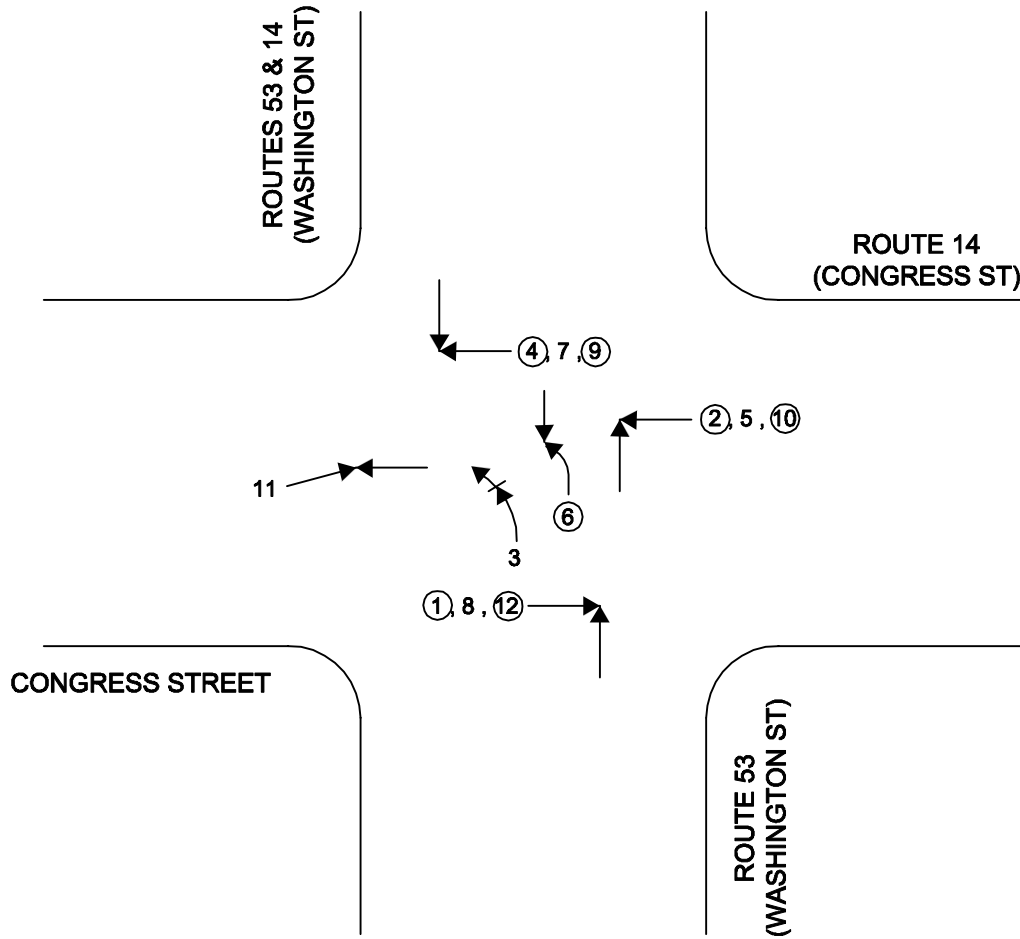 ROUTES 53 & 14
(WASHINGTON ST)
ROUTE 14
(CONGRESS ST)
4, 7, 9
2, 5, 10
11
6
3
1, 8, 12
CONGRESS STREET
ROUTE 53
(WASHINGTON ST)